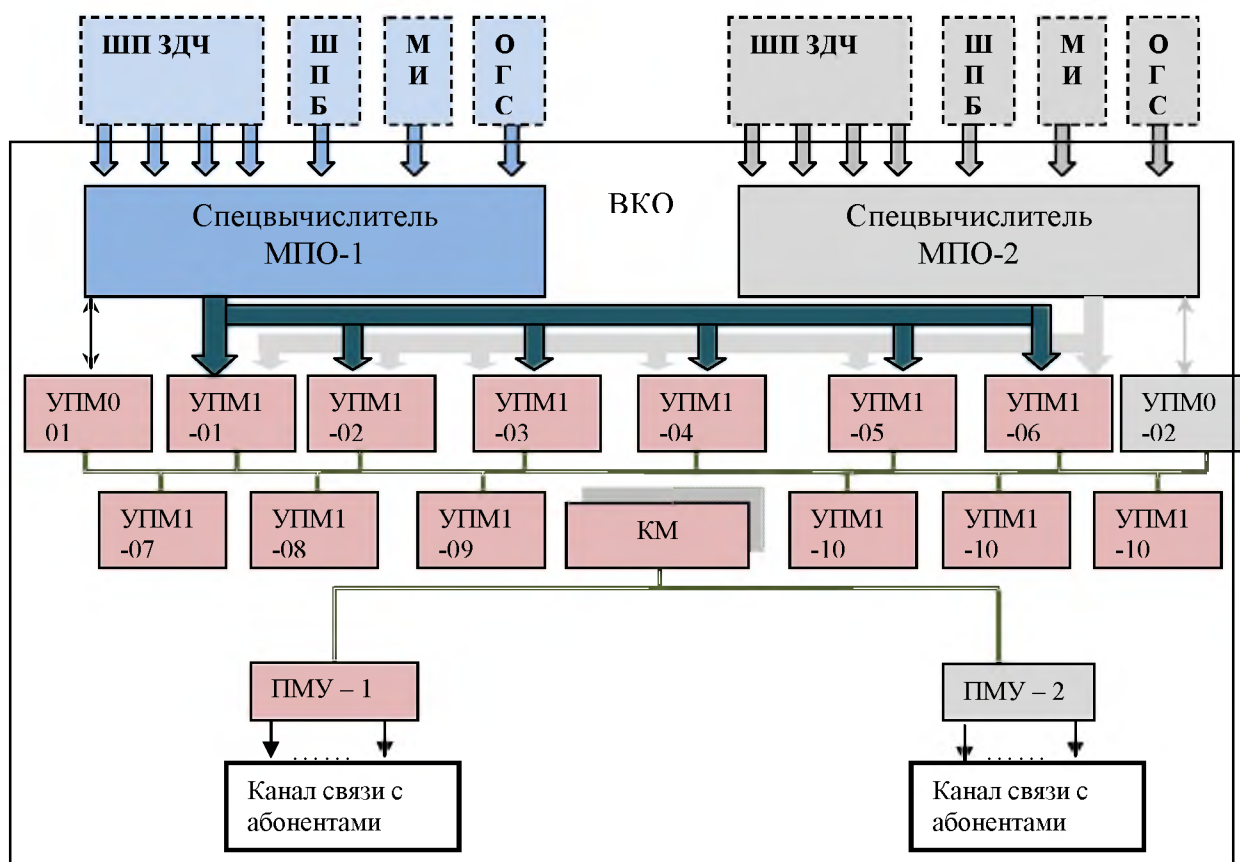 ШП ЗДЧ
Ш
П
Б
М
И
О
Г
С
ШП ЗДЧ
Ш
П
Б
М
И
О
Г
С
ВКО
Спецвычислитель
МПО-1
Спецвычислитель
МПО-2
УПМ0
01
УПМ1
-01
УПМ1
-02
УПМ1
-03
УПМ1
-04
УПМ1
-05
УПМ1
-06
УПМ0
-02
УПМ1
-07
УПМ1
-08
УПМ1
-09
КМ
УПМ1
-10
УПМ1
-10
УПМ1
-10
ПМУ – 1
ПМУ – 2
......
......
Канал связи с
абонентами
Канал связи с
абонентами